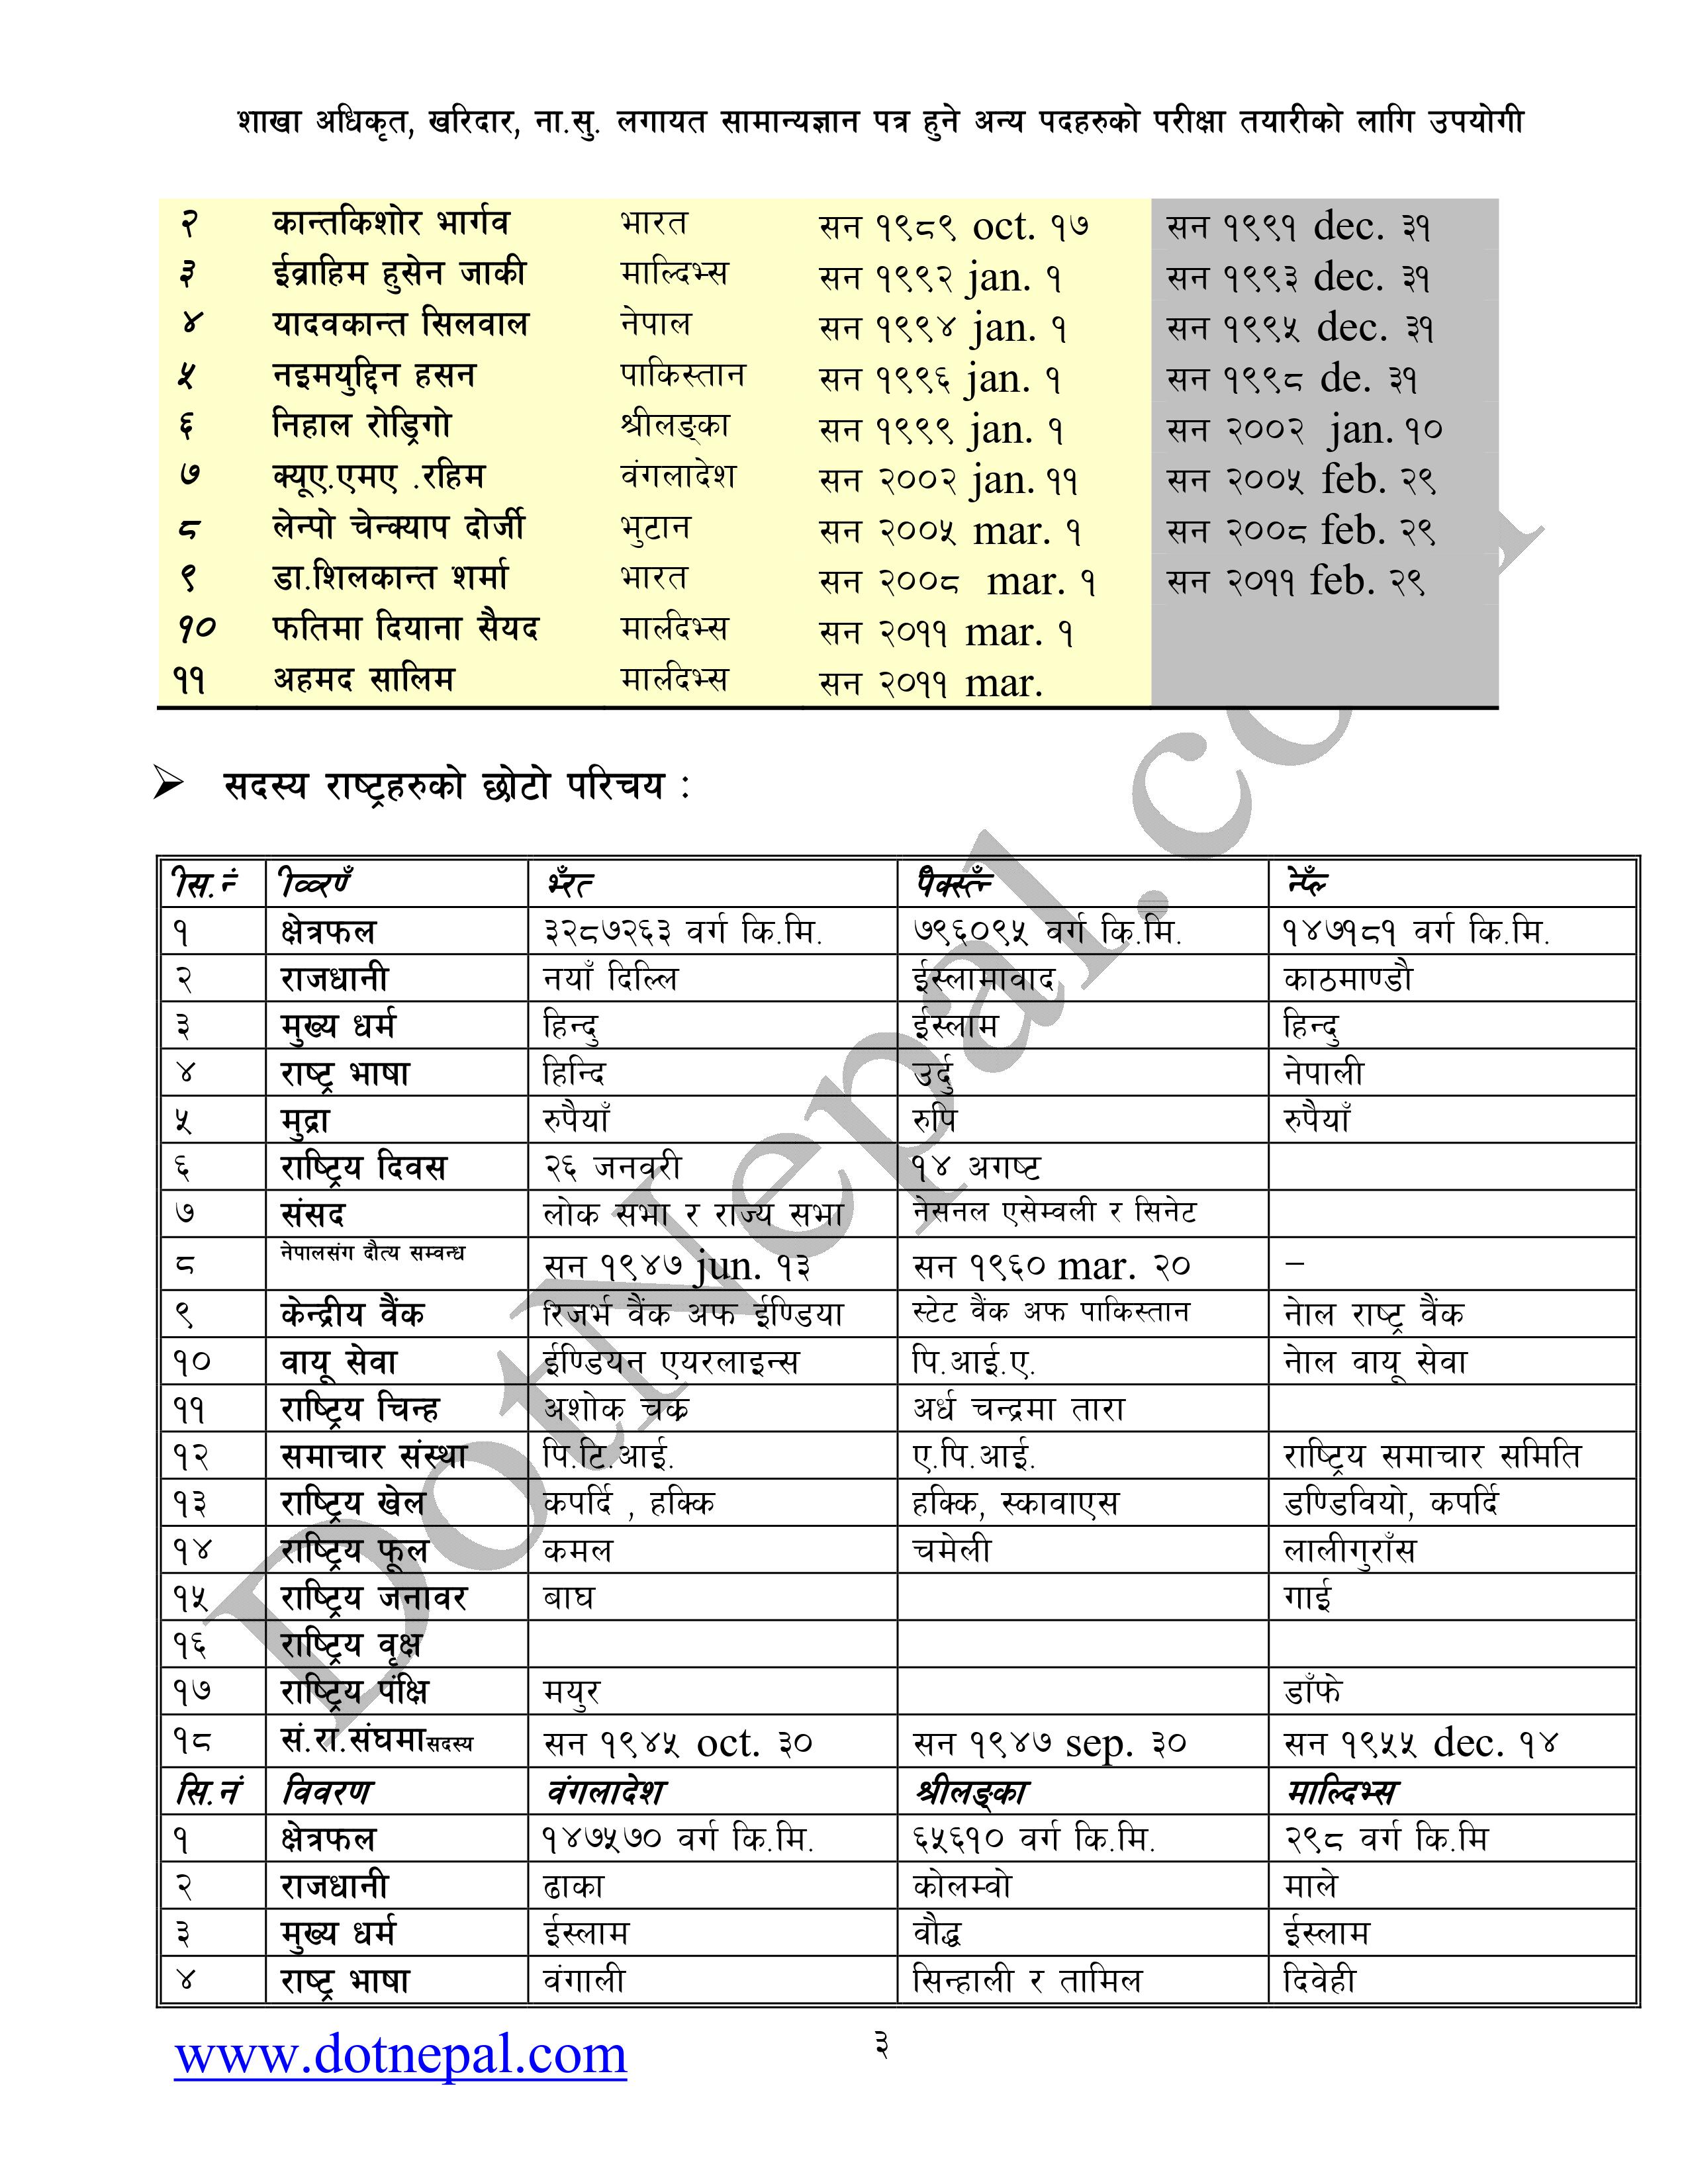 शाखा अधिकृत, खरिदार, ना.सु. लगायत सामान्यज्ञान पत्र हुने अन्य पदहरुको परीक्षा तयारीको लागि उपयोगी
२ कान्तकिशोर भार्गव भारत सन १९८९ oct. १७ सन १९९१ dec. ३१
३ ईव्राहिम हुसेन जाकी माल्दिभ्स सन १९९२ jan. १ सन १९९३ dec. ३१
४ यादवकान्त सिलवाल नेपाल सन १९९४ jan. १ सन १९९५ dec. ३१
५ नइमयुद्दिन हसन पाकिस्तान सन १९९६ jan. १ सन १९९८ de. ३१
६ निहाल रोड्रिगो श्रीलङ्का सन १९९९ jan. १ सन २००२ jan. १०
७ क्यूए.एमए .रहिम वंगलादेश सन २००२ jan. ११ सन २००५ feb. २९
८ लेन्पो चेन्क्याप दोर्जी भुटान सन २००५ mar. १ सन २००८ feb. २९
९ डा.शिलकान्त शर्मा भारत सन २००८ mar. १ सन २०११ feb. २९
१० फतिमा दियाना सैयद मालदिभ्स सन २०११ mar. १
११ अहमद सालिम मालदिभ्स सन २०११ mar.
➢ सदस्य राष्ट्रहरुको छोटो परिचय :
१ क्षेत्रफल ३२८७२६३ वर्ग कि.मि. ७९६०९५ वर्ग कि.मि. १४७१८१ वर्ग कि.मि.
२ राजधानी नयाँ दिल्लि ईस्लामावाद काठमाण्डौ
३ मुख्य धर्म हिन्दु ईस्लाम हिन्दु
४ राष्ट्र भाषा हिन्दि उर्दु नेपाली
५ मुद्रा रुपैयाँ रुपि रुपैयाँ
६ राष्ट्रिय दिवस २६ जनवरी १४ अगष्ट
७ संसद लोक सभा र राज्य सभा नेसनल एसेम्वली र सिनेट
८ नेपालसंग दौत्य सम्वन्ध सन १९४७ jun. १३ सन १९६० mar. २० –
९ केन्द्रीय वैंक रिजर्भ वैंक अफ ईण्डिया स्टेट वैंक अफ पाकिस्तान नेाल राष्ट्र वैंक
१० वायू सेवा ईण्डियन एयरलाइन्स पि.आई.ए. नेाल वायू सेवा
११ राष्ट्रिय चिन्ह अशोक चक्र अर्ध चन्द्रमा तारा
१२ समाचार संस्था पि.टि.आई. ए.पि.आई. राष्ट्रिय समाचार समिति
१३ राष्ट्रिय खेल कपर्दि , हक्कि हक्कि, स्कावाएस डण्डिवियो, कपर्दि
१४ राष्ट्रिय फूल कमल चमेली लालीगुराँस
१५ राष्ट्रिय जनावर बाघ गाई
१६ राष्ट्रिय वृक्ष
१७ राष्ट्रिय पंक्षि मयुर डाँफे
१८ सं.रा.संघमा सदस्य सन १९४५ oct. ३० सन १९४७ sep. ३० सन १९५५ dec. १४
सि.नं विवरण वंगलादेश श्रीलङ्का माल्दिभ्स
१ क्षेत्रफल १४७५७० वर्ग कि.मि. ६५६१० वर्ग कि.मि. २९८ वर्ग कि.मि
२ राजधानी ढाका कोलम्वो माले
३ मुख्य धर्म ईस्लाम वौद्ध ईस्लाम
४ राष्ट्र भाषा वंगाली सिन्हाली र तामिल दिवेही
www.dotnepal.com ३